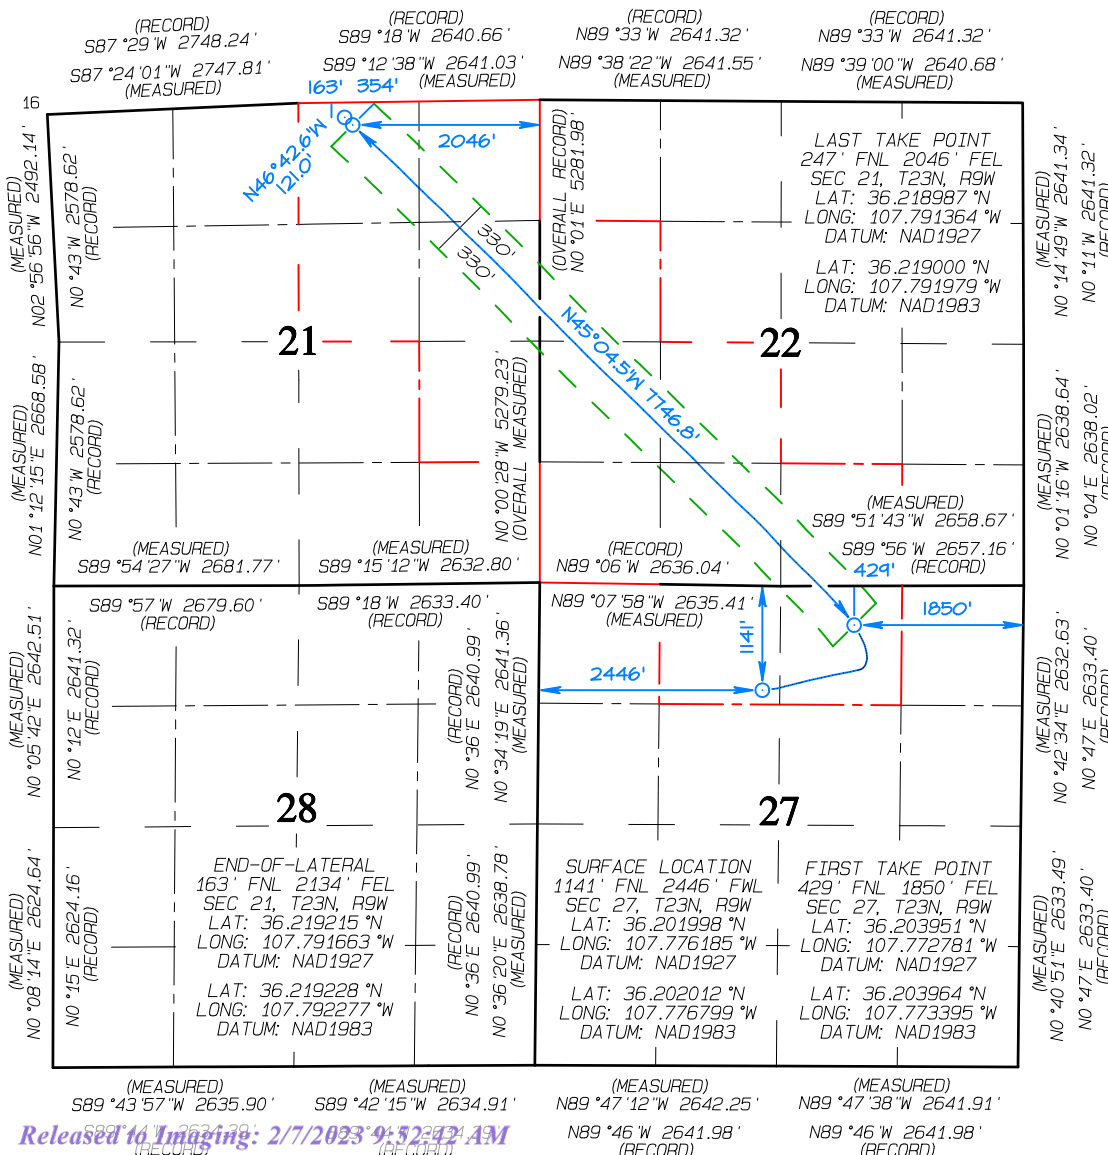 (RECORD)
S87°29'W 2748.24'
S87°24'01"W 2747.81'
(MEASURED)
(RECORD)
S89°18'W 2640.66'
S89°12'38"W 2641.03'
(MEASURED)
(RECORD)
N89°33'W 2641.32'
N89°38'22"W 2641.55'
(MEASURED)
(RECORD)
N89°33'W 2641.32'
N89°39'00"W 2640.68'
(MEASURED)
16
163' 354'
2046'
N46°42.6'W
121.0'
(OVERALL RECORD)
N0°01'E 5281.98'
LAST TAKE POINT
247' FNL 2046' FEL
SEC 21, T23N, R9W
LAT: 36.218987°N
LONG: 107.791364°W
DATUM: NAD1927
LAT: 36.219000°N
LONG: 107.791979°W
DATUM: NAD1983
(MEASURED)
N02°56'56"W 2492.14'
N0°43'W 2578.62'
(RECORD)
330'
330'
(MEASURED)
N0°14'49"W 2641.34'
N0°11'W 2641.32'
(RECORD)
21
22
N45°04.5'W 7746.8'
(MEASURED)
N01°12'15"E 2668.58'
N0°43'W 2578.62'
(RECORD)
N0°00'28"W 5279.23'
(OVERALL MEASURED)
(MEASURED)
N0°01'16"W 2638.64'
N0°04'E 2638.02'
(RECORD)
(MEASURED)
S89°54'27"W 2681.77'
(MEASURED)
S89°15'12"W 2632.80'
(RECORD)
N89°06'W 2636.04'
(MEASURED)
S89°51'43"W 2658.67'
S89°56'W 2657.16'
(RECORD)
429'
S89°57'W 2679.60'
(RECORD)
S89°18'W 2633.40'
(RECORD)
N89°07'58"W 2635.41'
(MEASURED)
1850'
1141'
2446'
(MEASURED)
N0°05'42"E 2642.51'
N0°12'E 2641.32'
(RECORD)
(RECORD)
N0°36'E 2640.99'
N0°34'19"E 2641.36'
(MEASURED)
(MEASURED)
N0°42'34"E 2632.63'
N0°47'E 2633.40'
(RECORD)
28
27
END-OF-LATERAL
163' FNL 2134' FEL
SEC 21, T23N, R9W
LAT: 36.219215°N
LONG: 107.791663°W
DATUM: NAD1927
LAT: 36.219228°N
LONG: 107.792277°W
DATUM: NAD1983
SURFACE LOCATION
1141' FNL 2446' FWL
SEC 27, T23N, R9W
LAT: 36.201998°N
LONG: 107.776185°W
DATUM: NAD1927
LAT: 36.202012°N
LONG: 107.776799°W
DATUM: NAD1983
FIRST TAKE POINT
429' FNL 1850' FEL
SEC 27, T23N, R9W
LAT: 36.203951°N
LONG: 107.772781°W
DATUM: NAD1927
LAT: 36.203964°N
LONG: 107.773395°W
DATUM: NAD1983
(MEASURED)
N0°08'14"E 2624.64'
N0°15'E 2624.16'
(RECORD)
(RECORD)
N0°36'E 2640.99'
N0°36'20"E 2638.78'
(MEASURED)
(MEASURED)
N0°40'51"E 2633.49'
N0°47'E 2633.40'
(RECORD)
(MEASURED)
S89°43'57"W 2635.90'
(RECORD)
(MEASURED)
S89°42'15"W 2634.91'
(RECORD)
(MEASURED)
N89°47'12"W 2642.25'
N89°46'W 2641.98'
(RECORD)
(MEASURED)
N89°47'38"W 2641.91'
N89°46'W 2641.98'
(RECORD)
Released to Imaging: 2/7/2023 9:52:42 AM